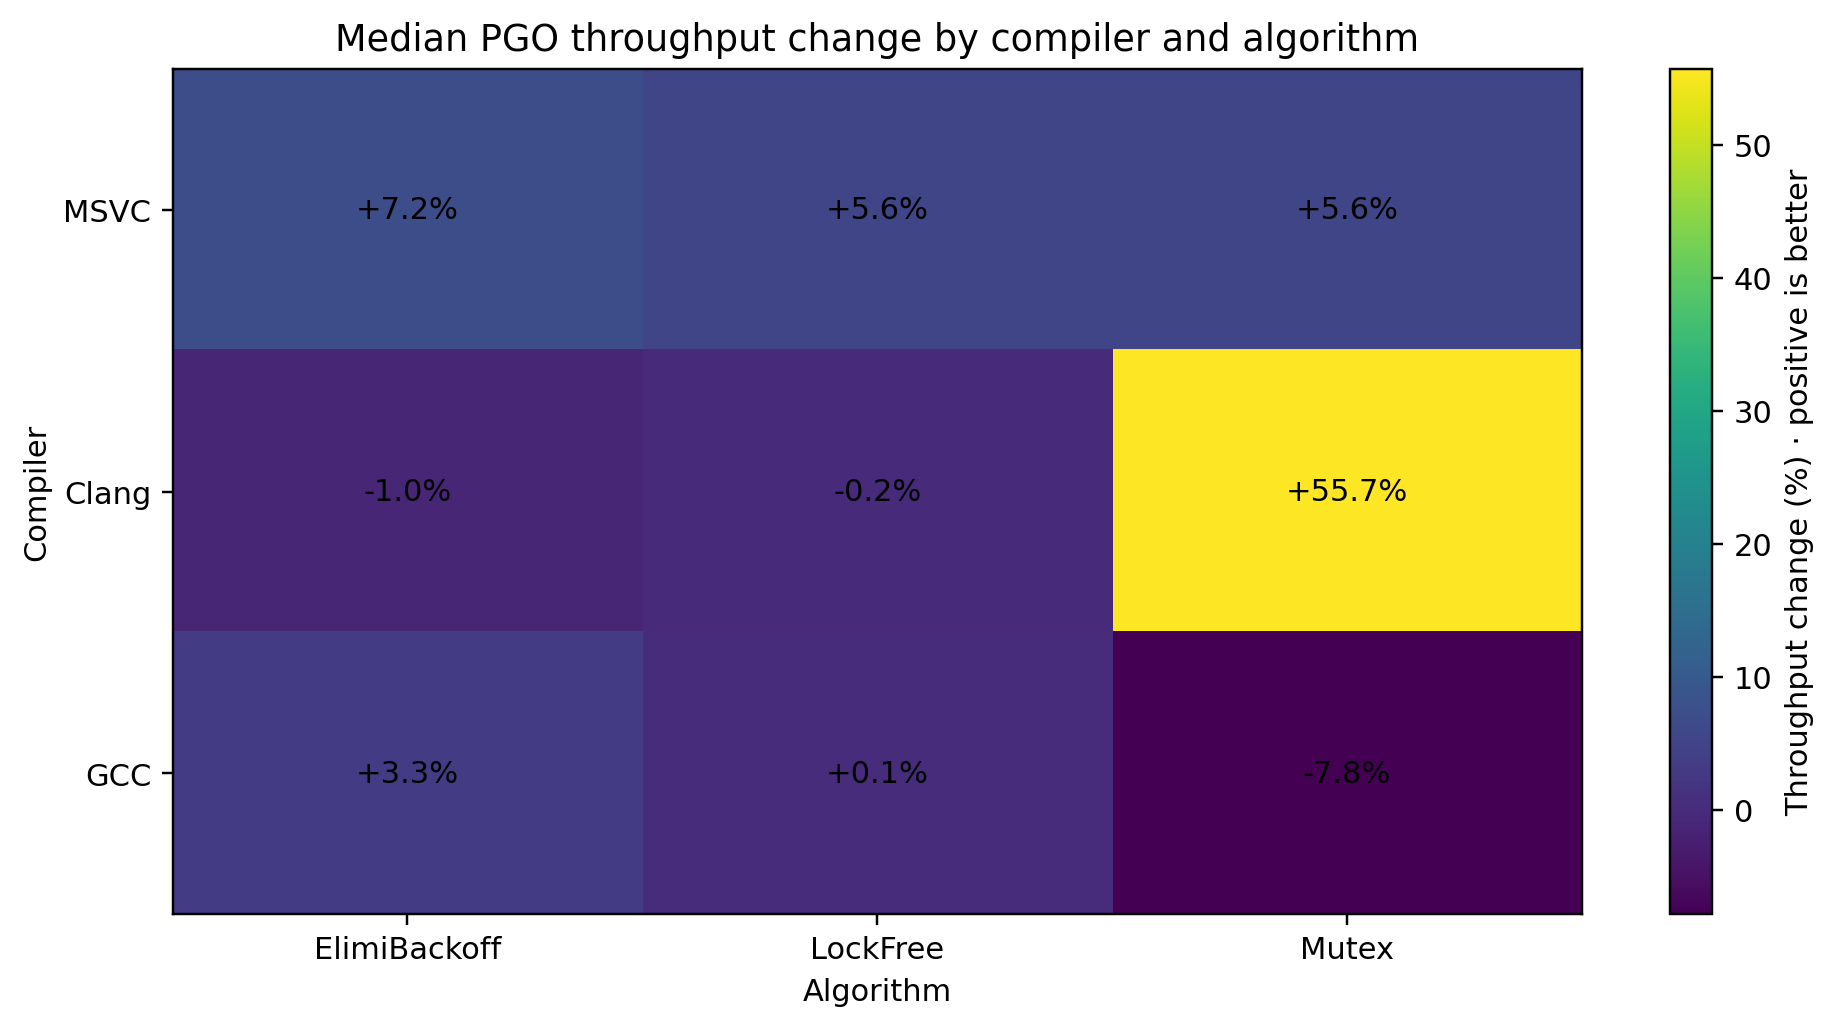 Median PGO throughput change by compiler and algorithm
Compiler
MSVC
+7.2%
+5.6%
+5.6%
Clang
-1.0%
-0.2%
+55.7%
GCC
+3.3%
+0.1%
-7.8%
ElimiBackoff
LockFree
Mutex
Algorithm
50
40
30
20
10
0
Throughput change (%) · positive is better